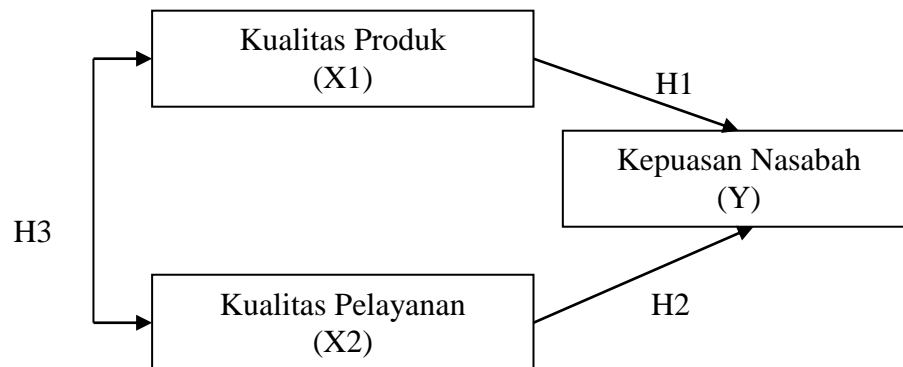 Kualitas Produk
(X1)
H1
Kepuasan Nasabah
(Y)
H3
Kualitas Pelayanan
(X2)
H2